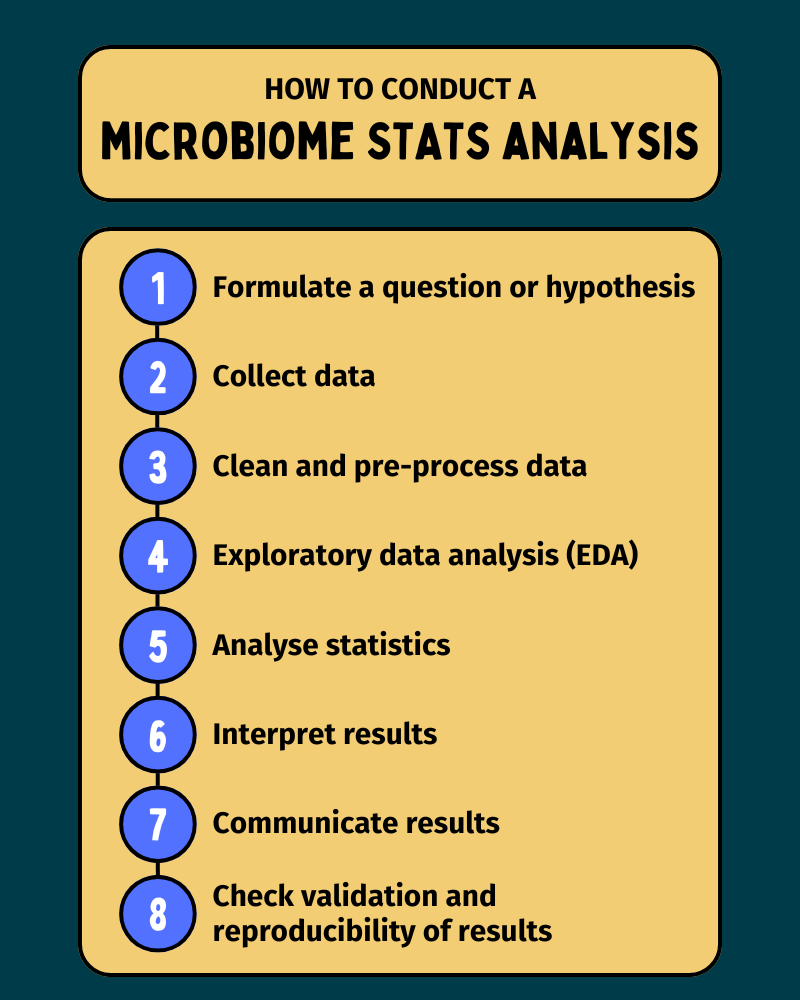 HOW TO CONDUCT A
MICROBIOME STATS ANALYSIS
1 Formulate a question or hypothesis
2 Collect data
3 Clean and pre-process data
4 Exploratory data analysis (EDA)
5 Analyse statistics
6 Interpret results
7 Communicate results
8 Check validation and
reproducibility of results